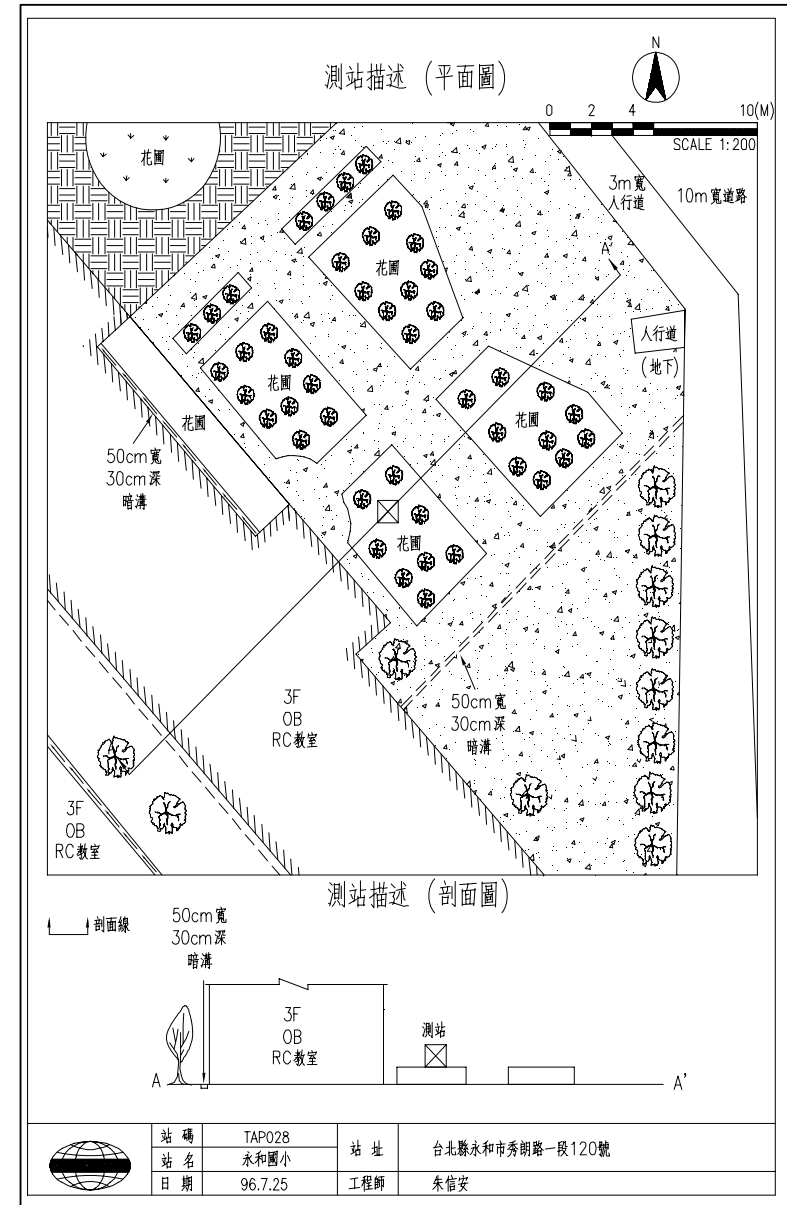 測站描述 (平面圖)
N
0 2 4 10(M)
SCALE 1:200
花圃
3m寬
人行道
10m寬道路
A'
花圃
人行道
(地下)
花圃
花圃
花圃
50cm寬
30cm深
暗溝
花圃
3F
0B
RC教室
50cm寬
30cm深
暗溝
A
3F
0B
RC教室
測站描述 (剖面圖)
剖面線
50cm寬
30cm深
暗溝
3F
0B
RC教室
測站
A A'
站碼 TAP028
站名 永和國小
日期 96.7.25
站址 台北縣永和市秀朗路一段120號
工程師 朱信安